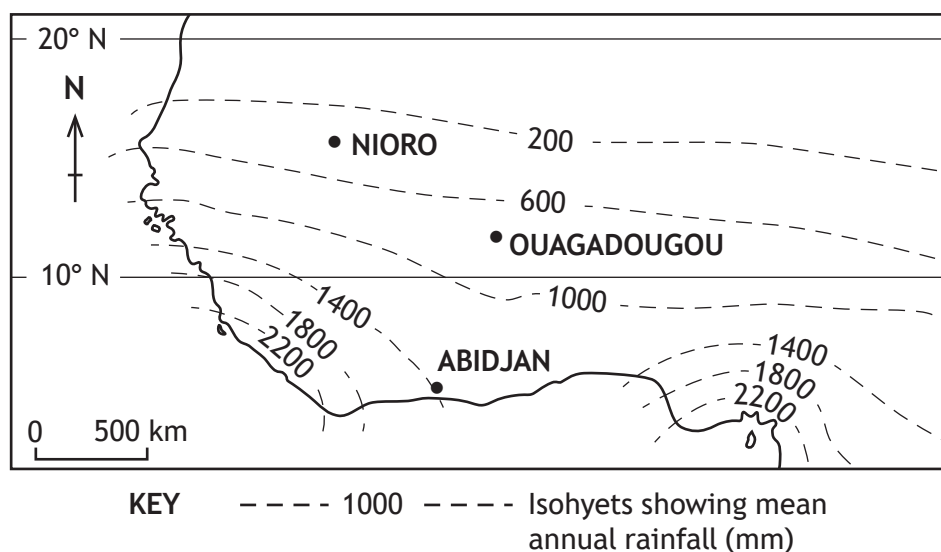 20° N
N
NIORO
200
600
OUAGADOUGOU
10° N
1000
1400
1800
2200
ABIDJAN
1400
1800
2200
0 500 km
KEY 1000 Isohyets showing mean
annual rainfall (mm)